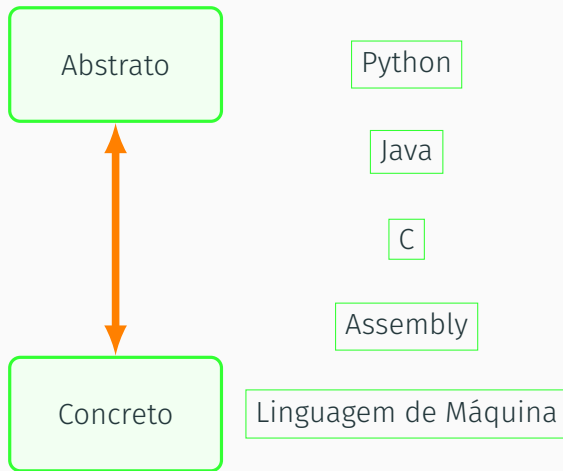 Abstrato
Python
Java
C
Assembly
Concreto
Linguagem de Máquina